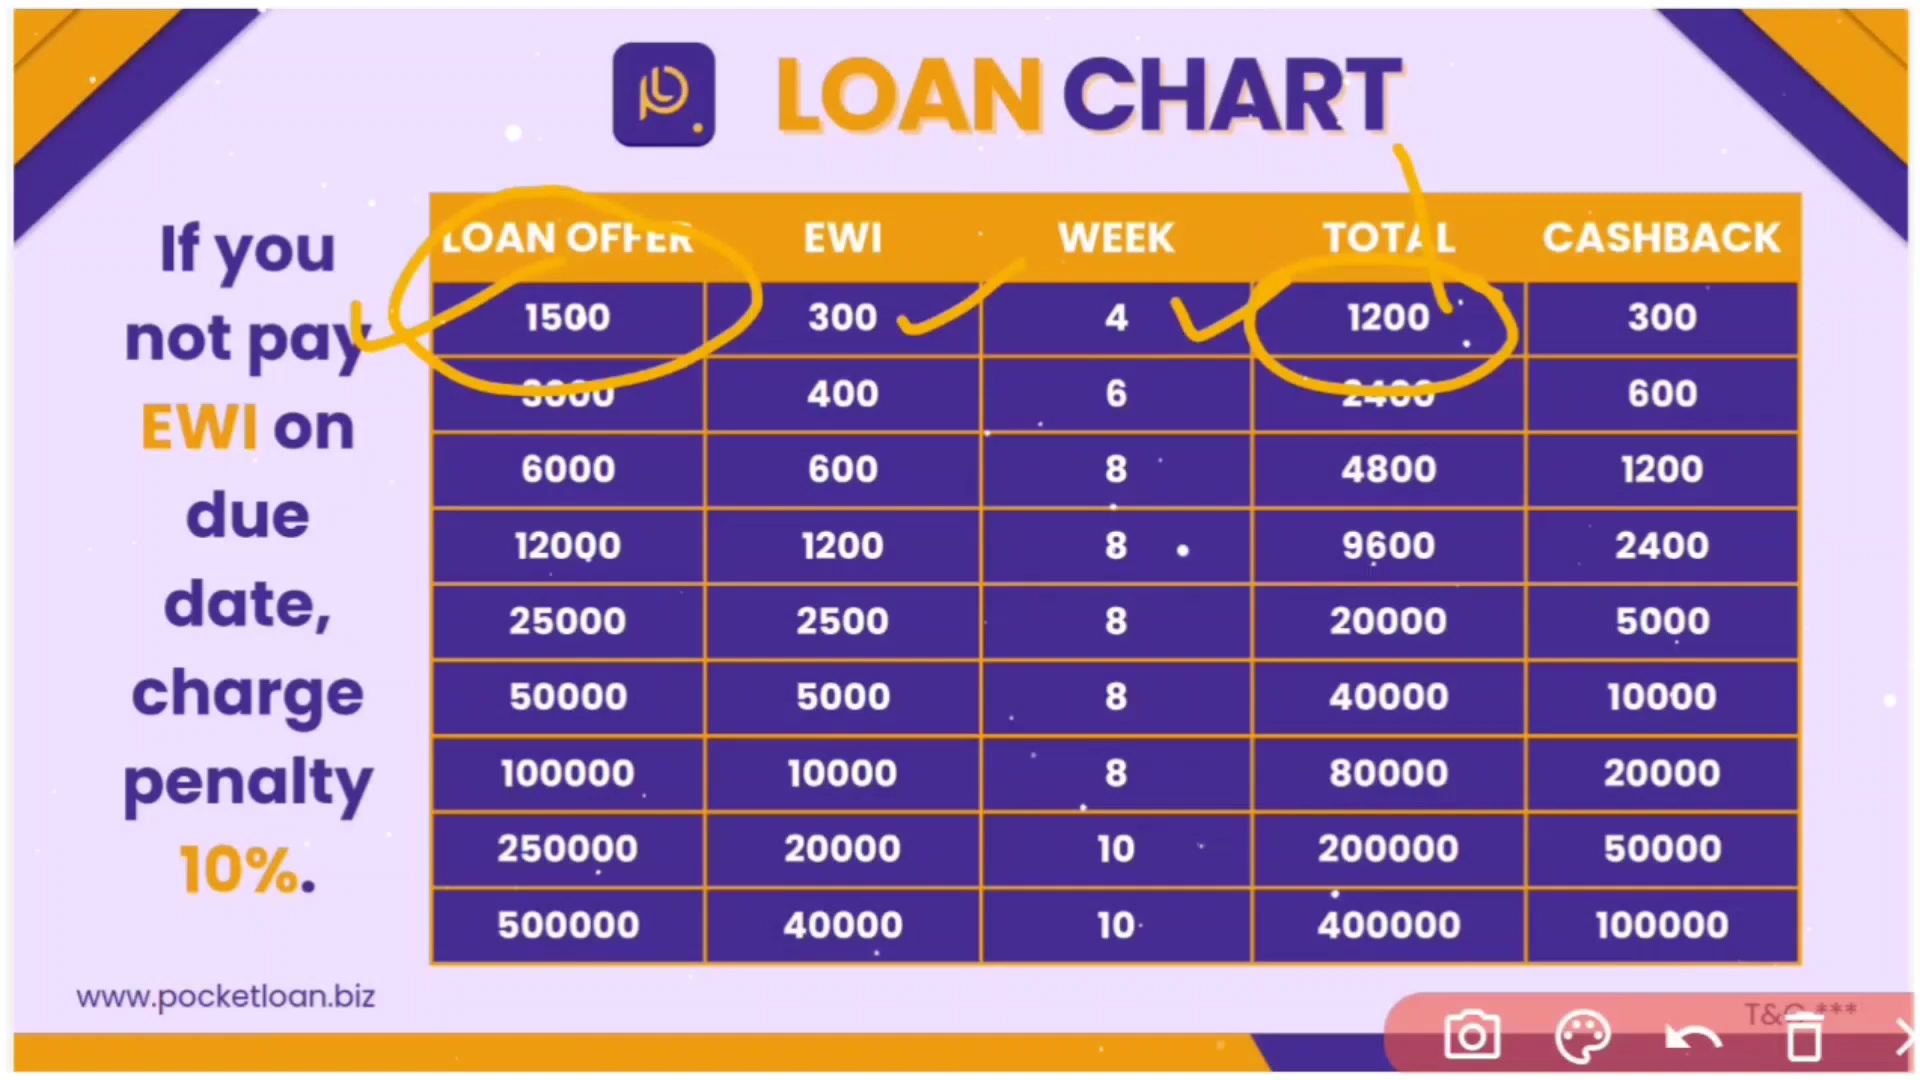 LOAN CHART
If you
not pay
EWI on
due
date,
charge
penalty
10%.
LOAN OFFER EWI WEEK TOTAL CASHBACK
1500 300 4 1200 300
3000 400 6 2400 600
6000 600 8 4800 1200
12000 1200 8 9600 2400
25000 2500 8 20000 5000
50000 5000 8 40000 10000
100000 10000 8 80000 20000
250000 20000 10 200000 50000
500000 40000 10 400000 100000
www.pocketloan.biz
T&C ***